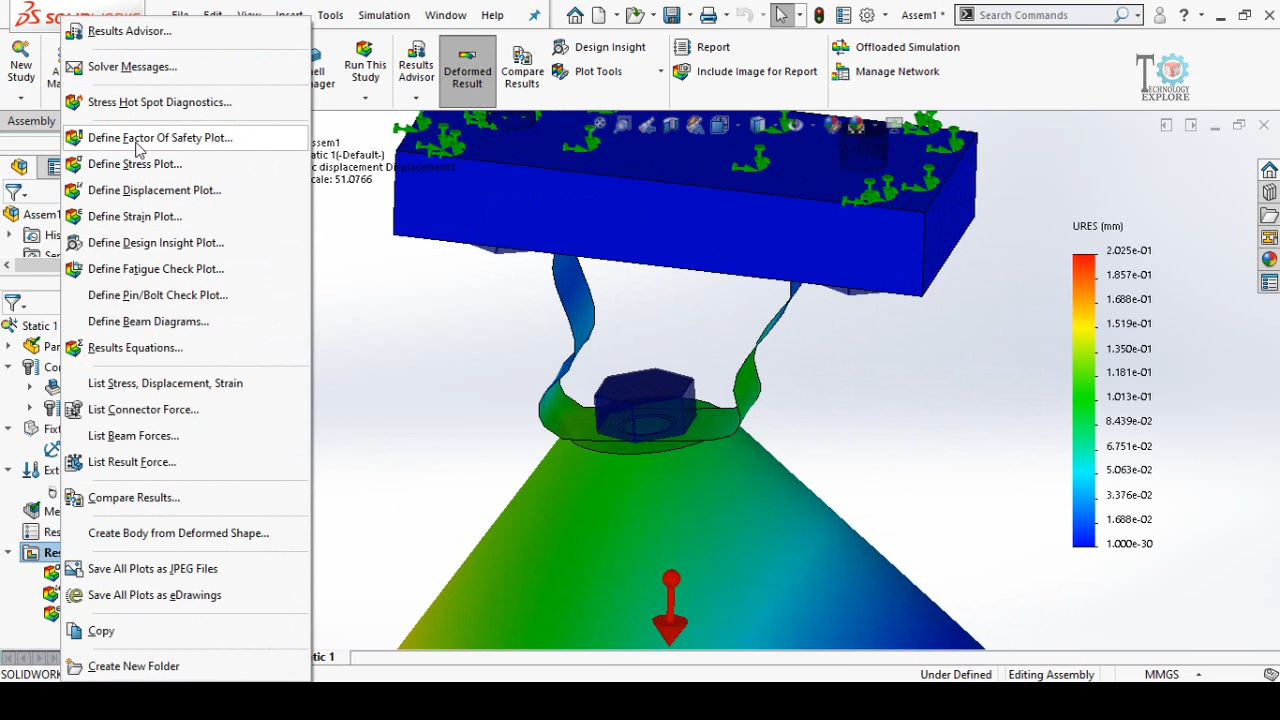 SOLIDWORKS
File Edit View Insert Tools Simulation Window Help
Assem1 *
Search Commands
New Study
Run This Study
Results Advisor
Deformed Result
Compare Results
Design Insight
Plot Tools
Report
Include Image for Report
Offloaded Simulation
Manage Network
TECHNOLOGY
EXPLORE
Assembly
Results Advisor...
Solver Messages...
Stress Hot Spot Diagnostics...
Define Factor Of Safety Plot...
Define Stress Plot...
Define Displacement Plot...
Define Strain Plot...
Define Design Insight Plot...
Define Fatigue Check Plot...
Define Pin/Bolt Check Plot...
Define Beam Diagrams...
Results Equations...
List Stress, Displacement, Strain
List Connector Force...
List Beam Forces...
List Result Force...
Compare Results...
Create Body from Deformed Shape...
Save All Plots as JPEG Files
Save All Plots as eDrawings
Copy
Create New Folder
Assem1
His
Static 1
Par
Co
Fix
Ext
Me
Res
Res
ssem1
atic 1(-Default-)
c displacement Displacements
cale: 51.0766
URES (mm)
2.025e-01
1.857e-01
1.688e-01
1.519e-01
1.350e-01
1.181e-01
1.013e-01
8.438e-02
6.751e-02
5.063e-02
3.376e-02
1.688e-02
1.000e-30
tic 1
SOLIDWOR
Under Defined
Editing Assembly
MMGS